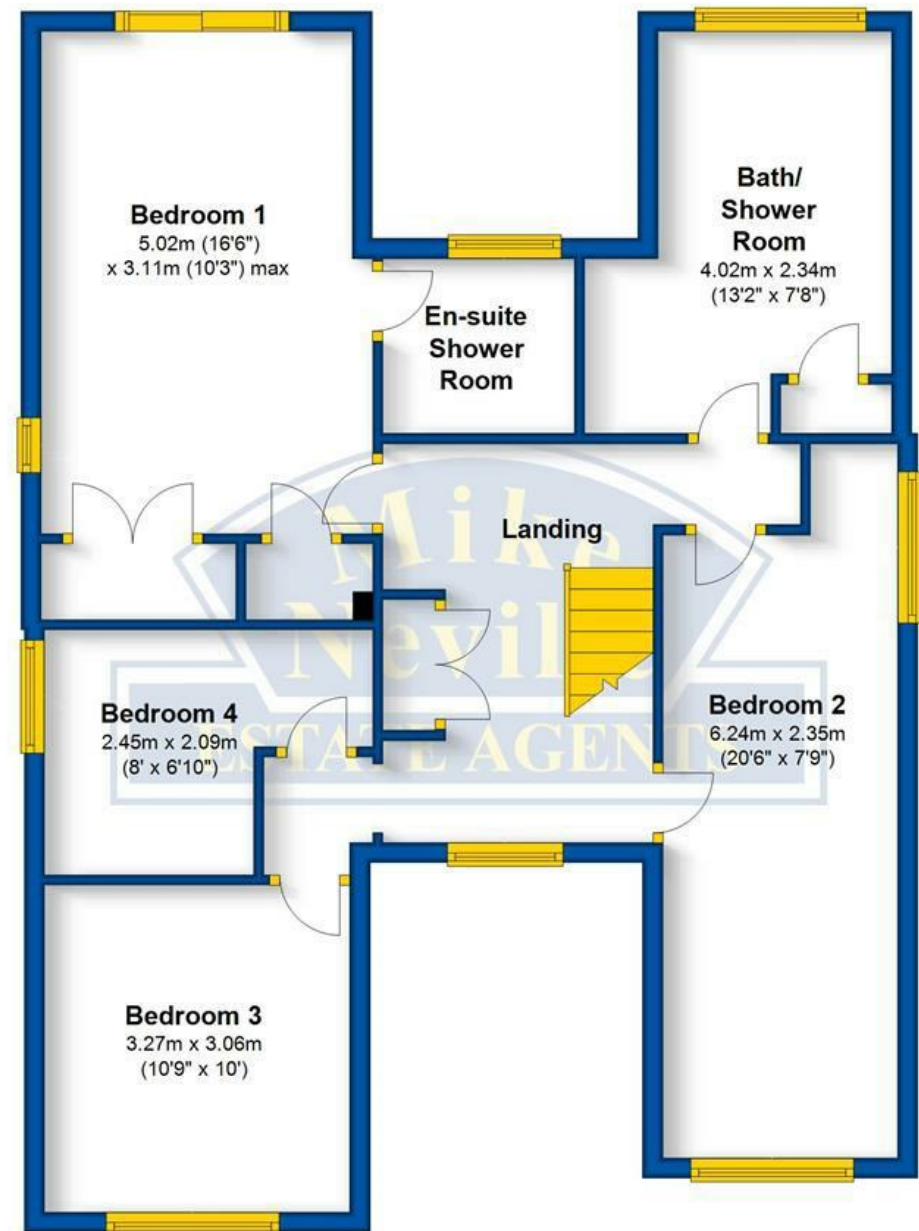 Bedroom 1
5.02m (16'6")
x 3.11m (10'3") max
Bath/
Shower
Room
4.02m x 2.34m
(13'2" x 7'8")
En-suite
Shower
Room
Landing
Mike
Neville
ESTATE AGENTS
Bedroom 4
2.45m x 2.09m
(8' x 6'10")
Bedroom 2
6.24m x 2.35m
(20'6" x 7'9")
Bedroom 3
3.27m x 3.06m
(10'9" x 10')